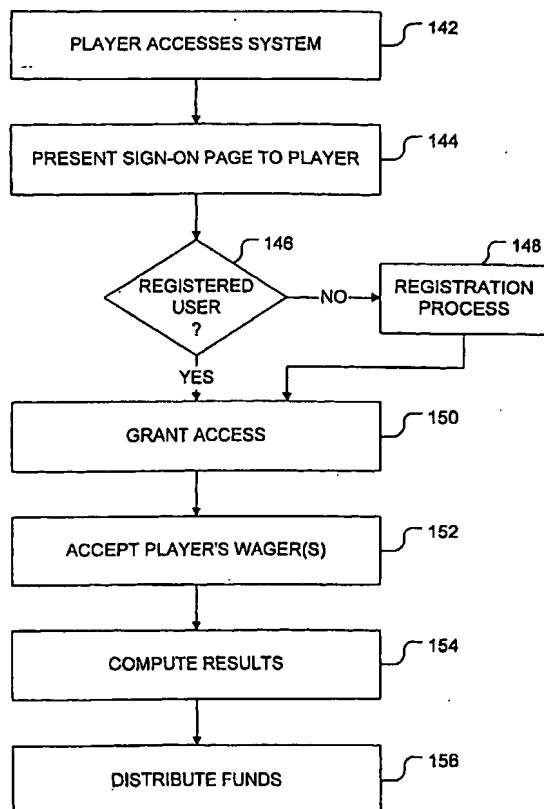 PLAYER ACCESSES SYSTEM
142
PRESENT SIGN-ON PAGE TO PLAYER
144
146
REGISTERED
USER
?
NO
148
REGISTRATION
PROCESS
YES
GRANT ACCESS
150
ACCEPT PLAYER'S WAGER(S)
152
COMPUTE RESULTS
154
DISTRIBUTE FUNDS
156